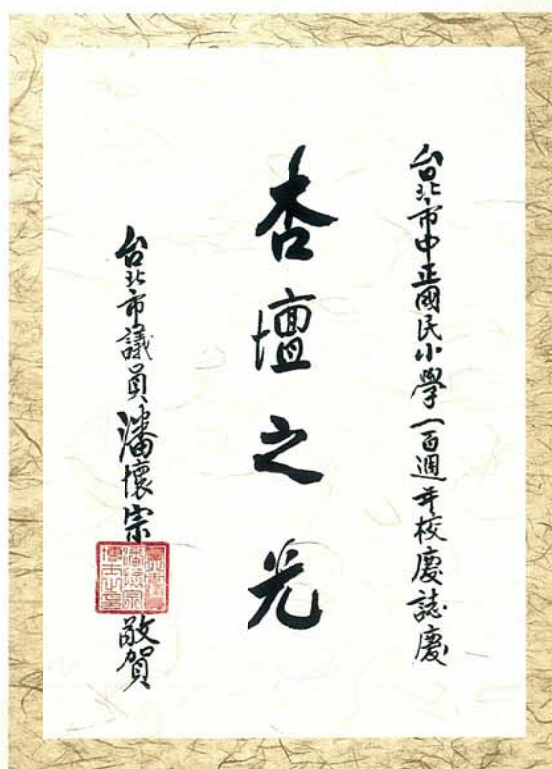 台北市中正國民小學一百週年校慶誌慶
杏壇之光
台北市議員潘懷宗
敬賀